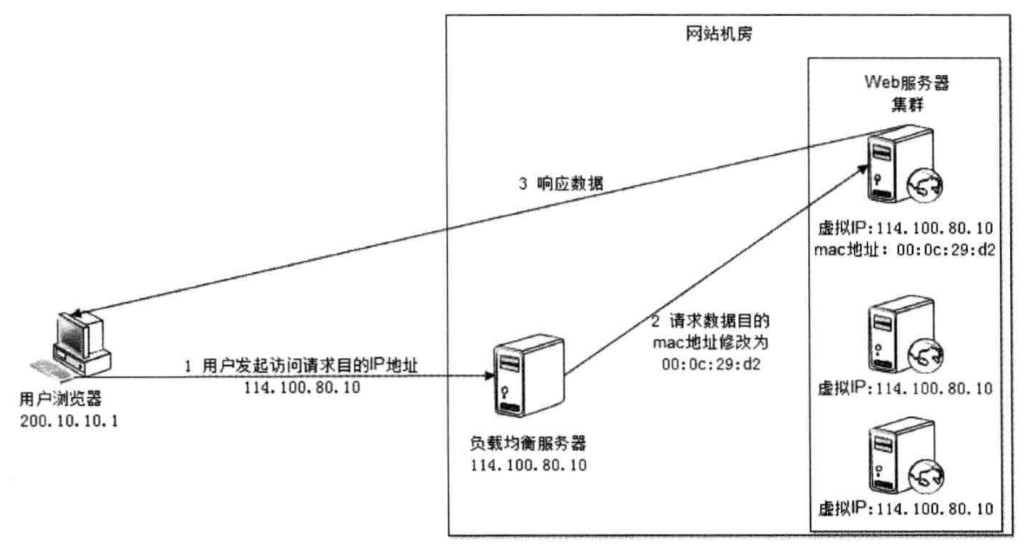 网站机房
Web服务器
集群
3 响应数据
虚拟IP:114.100.80.10
mac地址: 00:0c:29:d2
2 请求数据目的
mac地址修改为
00:0c:29:d2
虚拟IP:114.100.80.10
1 用户发起访问请求目的IP地址
114.100.80.10
用户浏览器
200.10.10.1
负载均衡服务器
114.100.80.10
虚拟IP:114.100.80.10